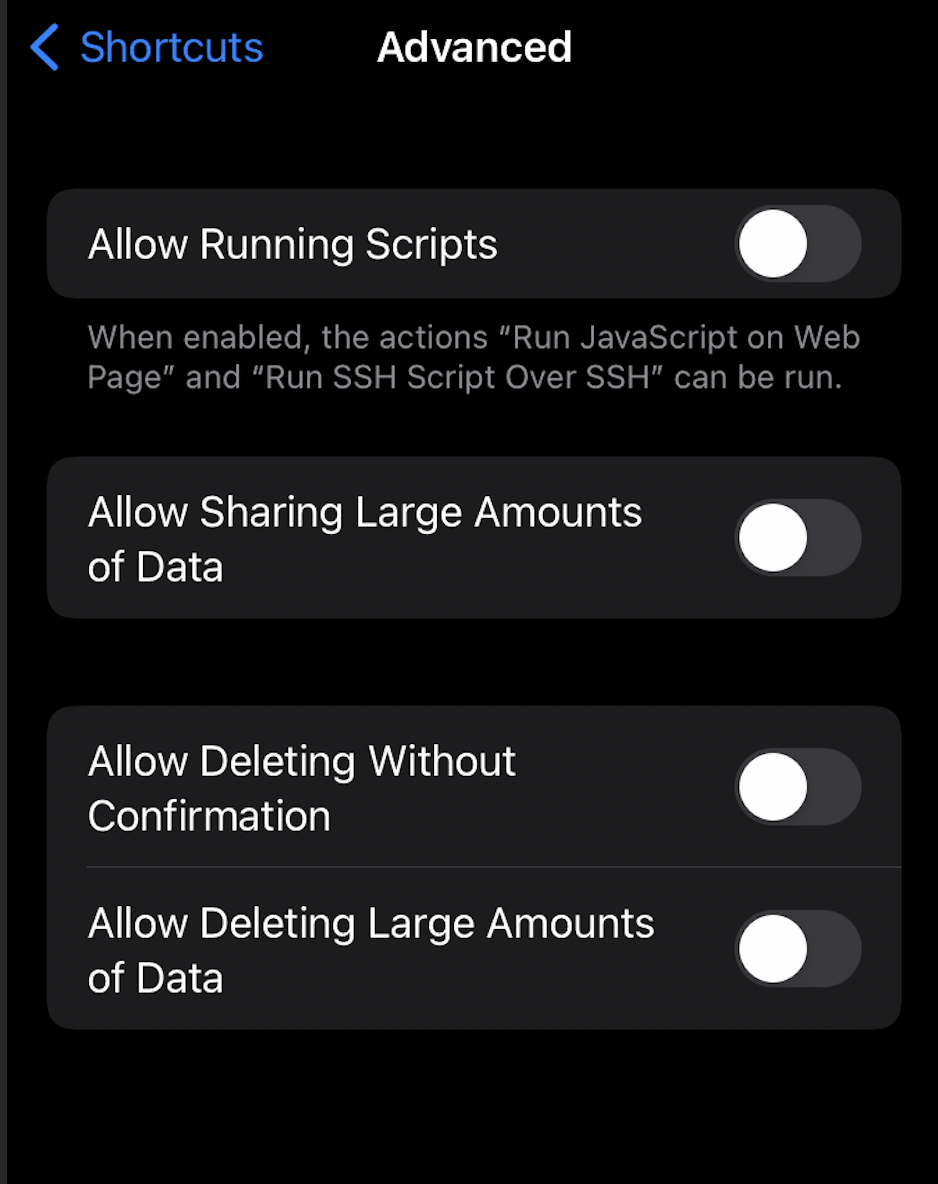 Shortcuts
Advanced
Allow Running Scripts
When enabled, the actions “Run JavaScript on Web
Page” and “Run SSH Script Over SSH” can be run.
Allow Sharing Large Amounts
of Data
Allow Deleting Without
Confirmation
Allow Deleting Large Amounts
of Data